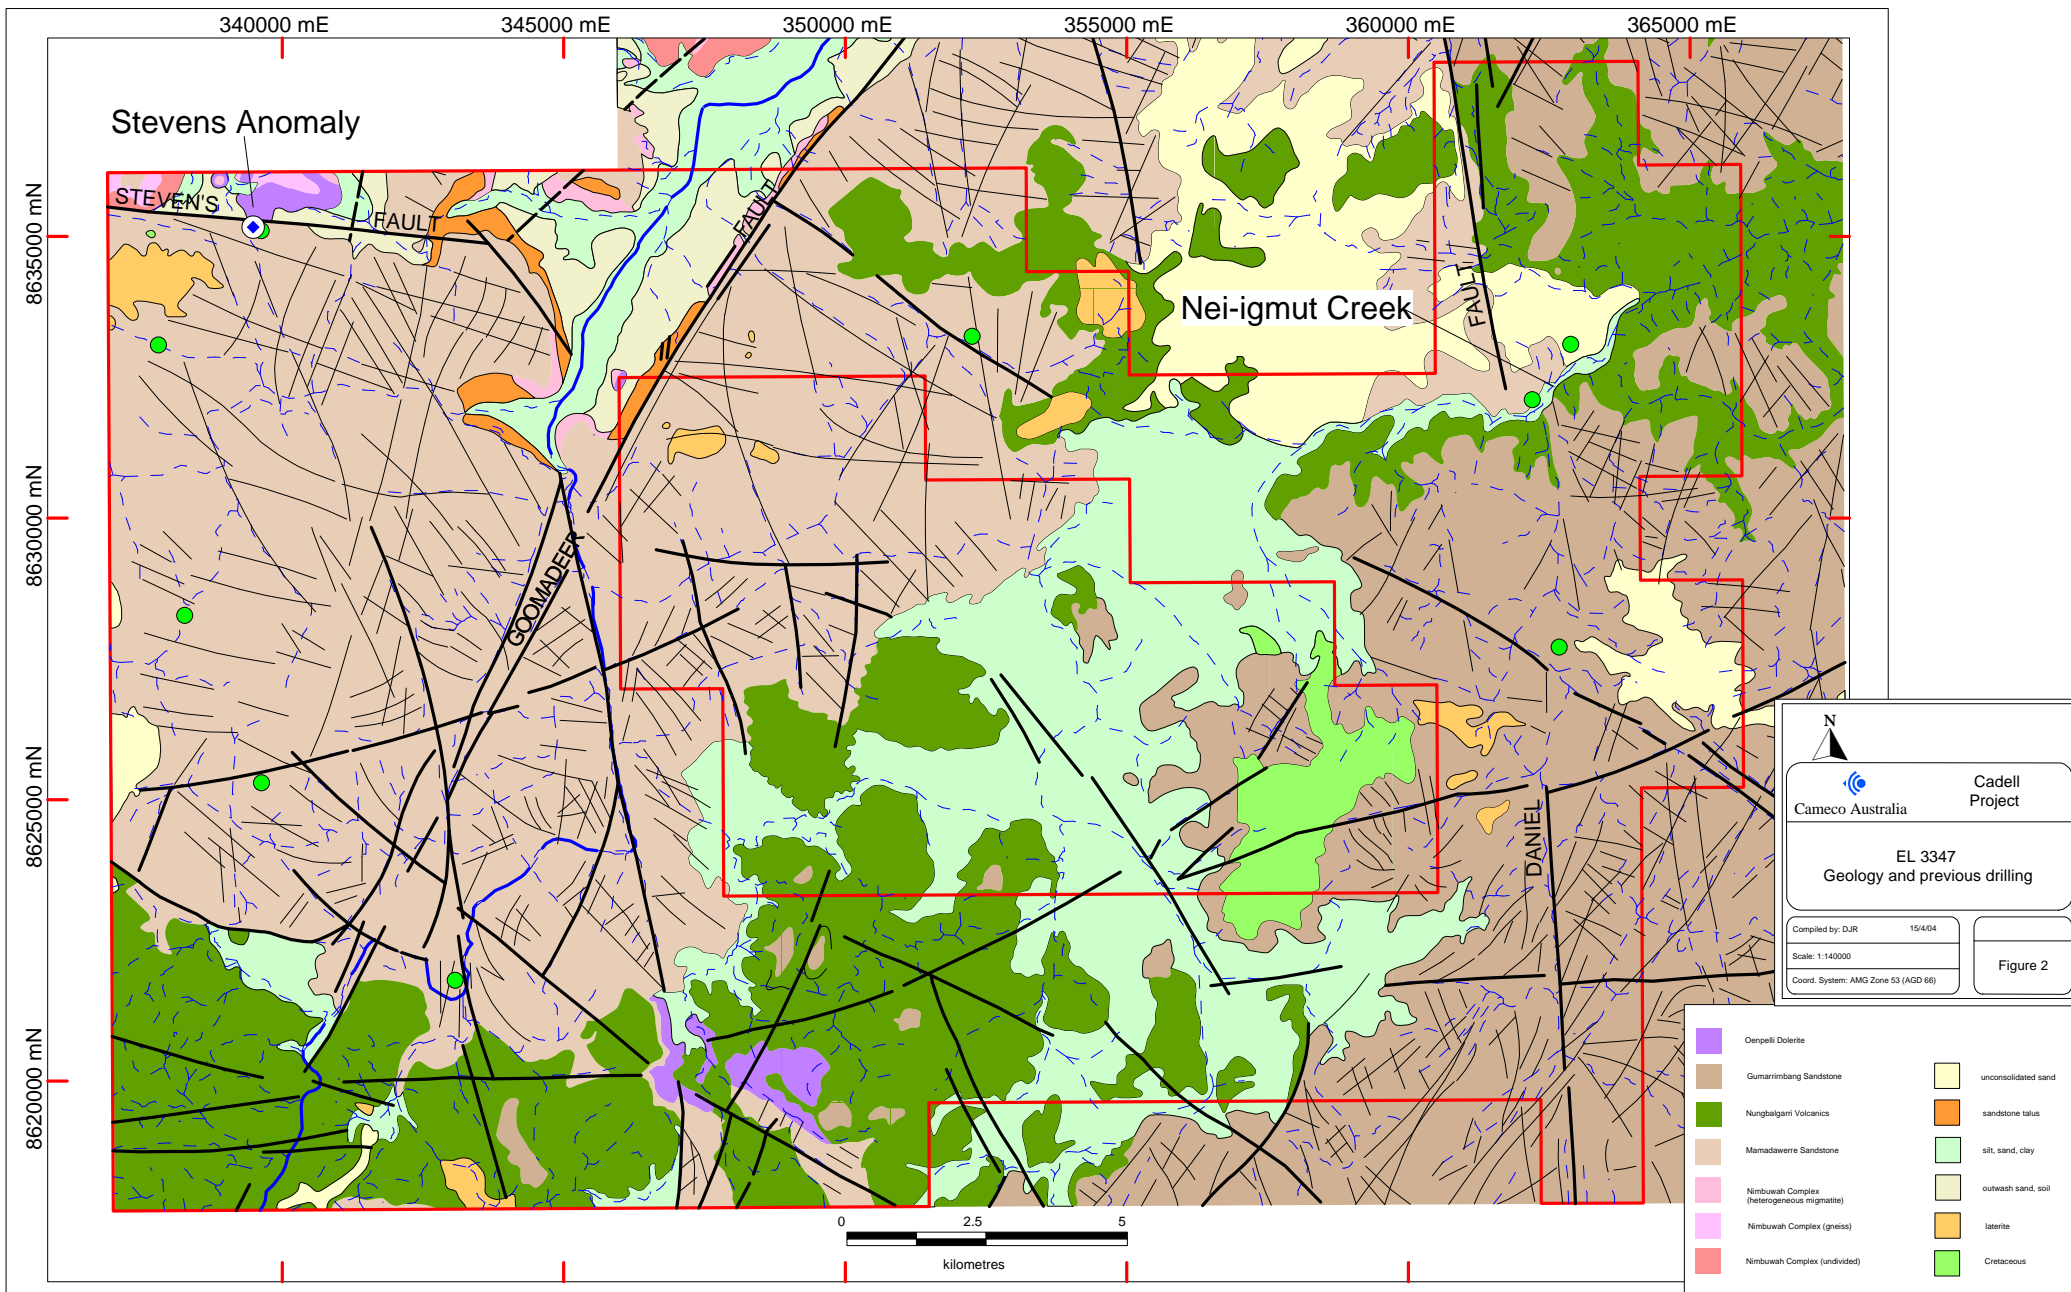 340000 mE
345000 mE
350000 mE
355000 mE
360000 mE
365000 mE
8635000 mN
8630000 mN
8625000 mN
8620000 mN
Stevens Anomaly
STEVEN'S
FAULT
FAULT
FAULT
Nei-igmut Creek
GOOMADEER
DANIEL
N
Cameco Australia
Cadell
Project
EL 3347
Geology and previous drilling
Compiled by: DJR 15/4/04
Scale: 1:140000
Coord. System: AMG Zone 53 (AGD 66)
Figure 2
Oenpelli Dolerite
Gumarrirnbang Sandstone
Nungbalgarri Volcanics
Mamadawerre Sandstone
Nimbuwah Complex
(heterogeneous migmatite)
Nimbuwah Complex (gneiss)
Nimbuwah Complex (undivided)
unconsolidated sand
sandstone talus
silt, sand, clay
outwash sand, soil
laterite
Cretaceous
0 2.5 5
kilometres